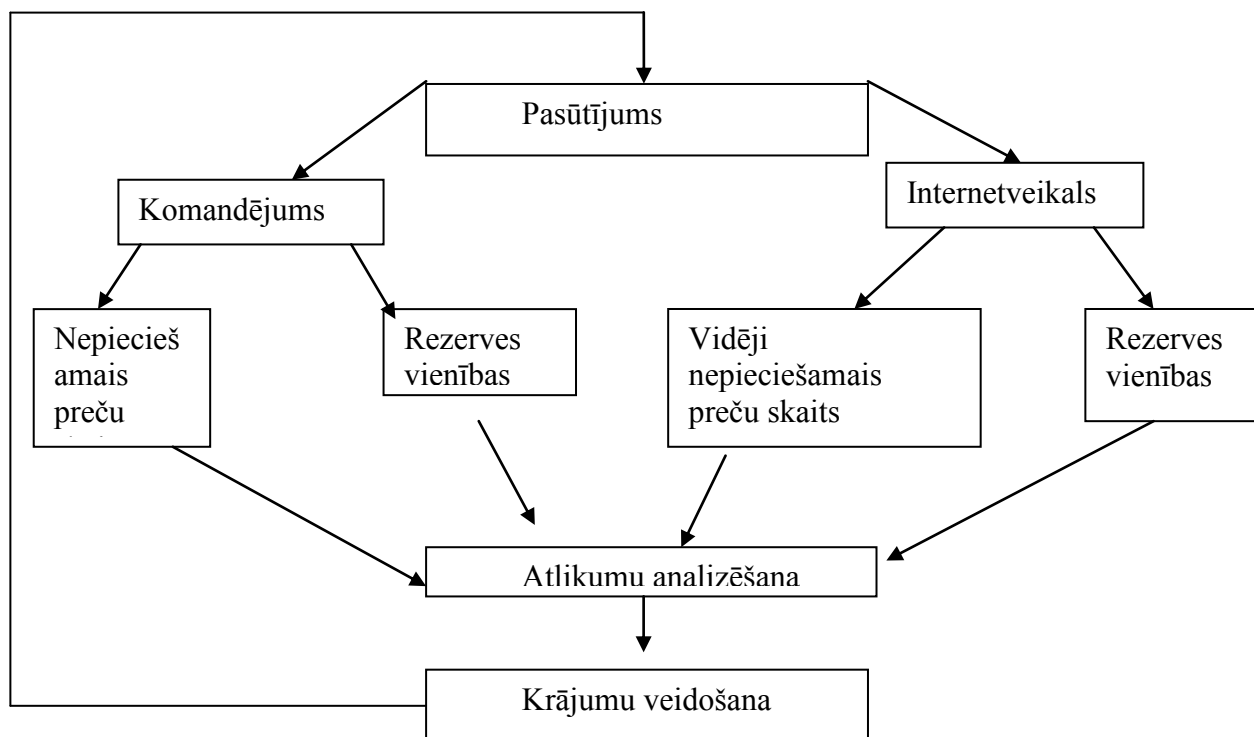 Pasūtījums
Komandējums
Internetveikals
Nepiecieš
amais
preču
Rezerves
vienības
Vidēji
nepieciešamais
preču skaits
Rezerves
vienības
Atlikumu analizēšana
Krājumu veidošana